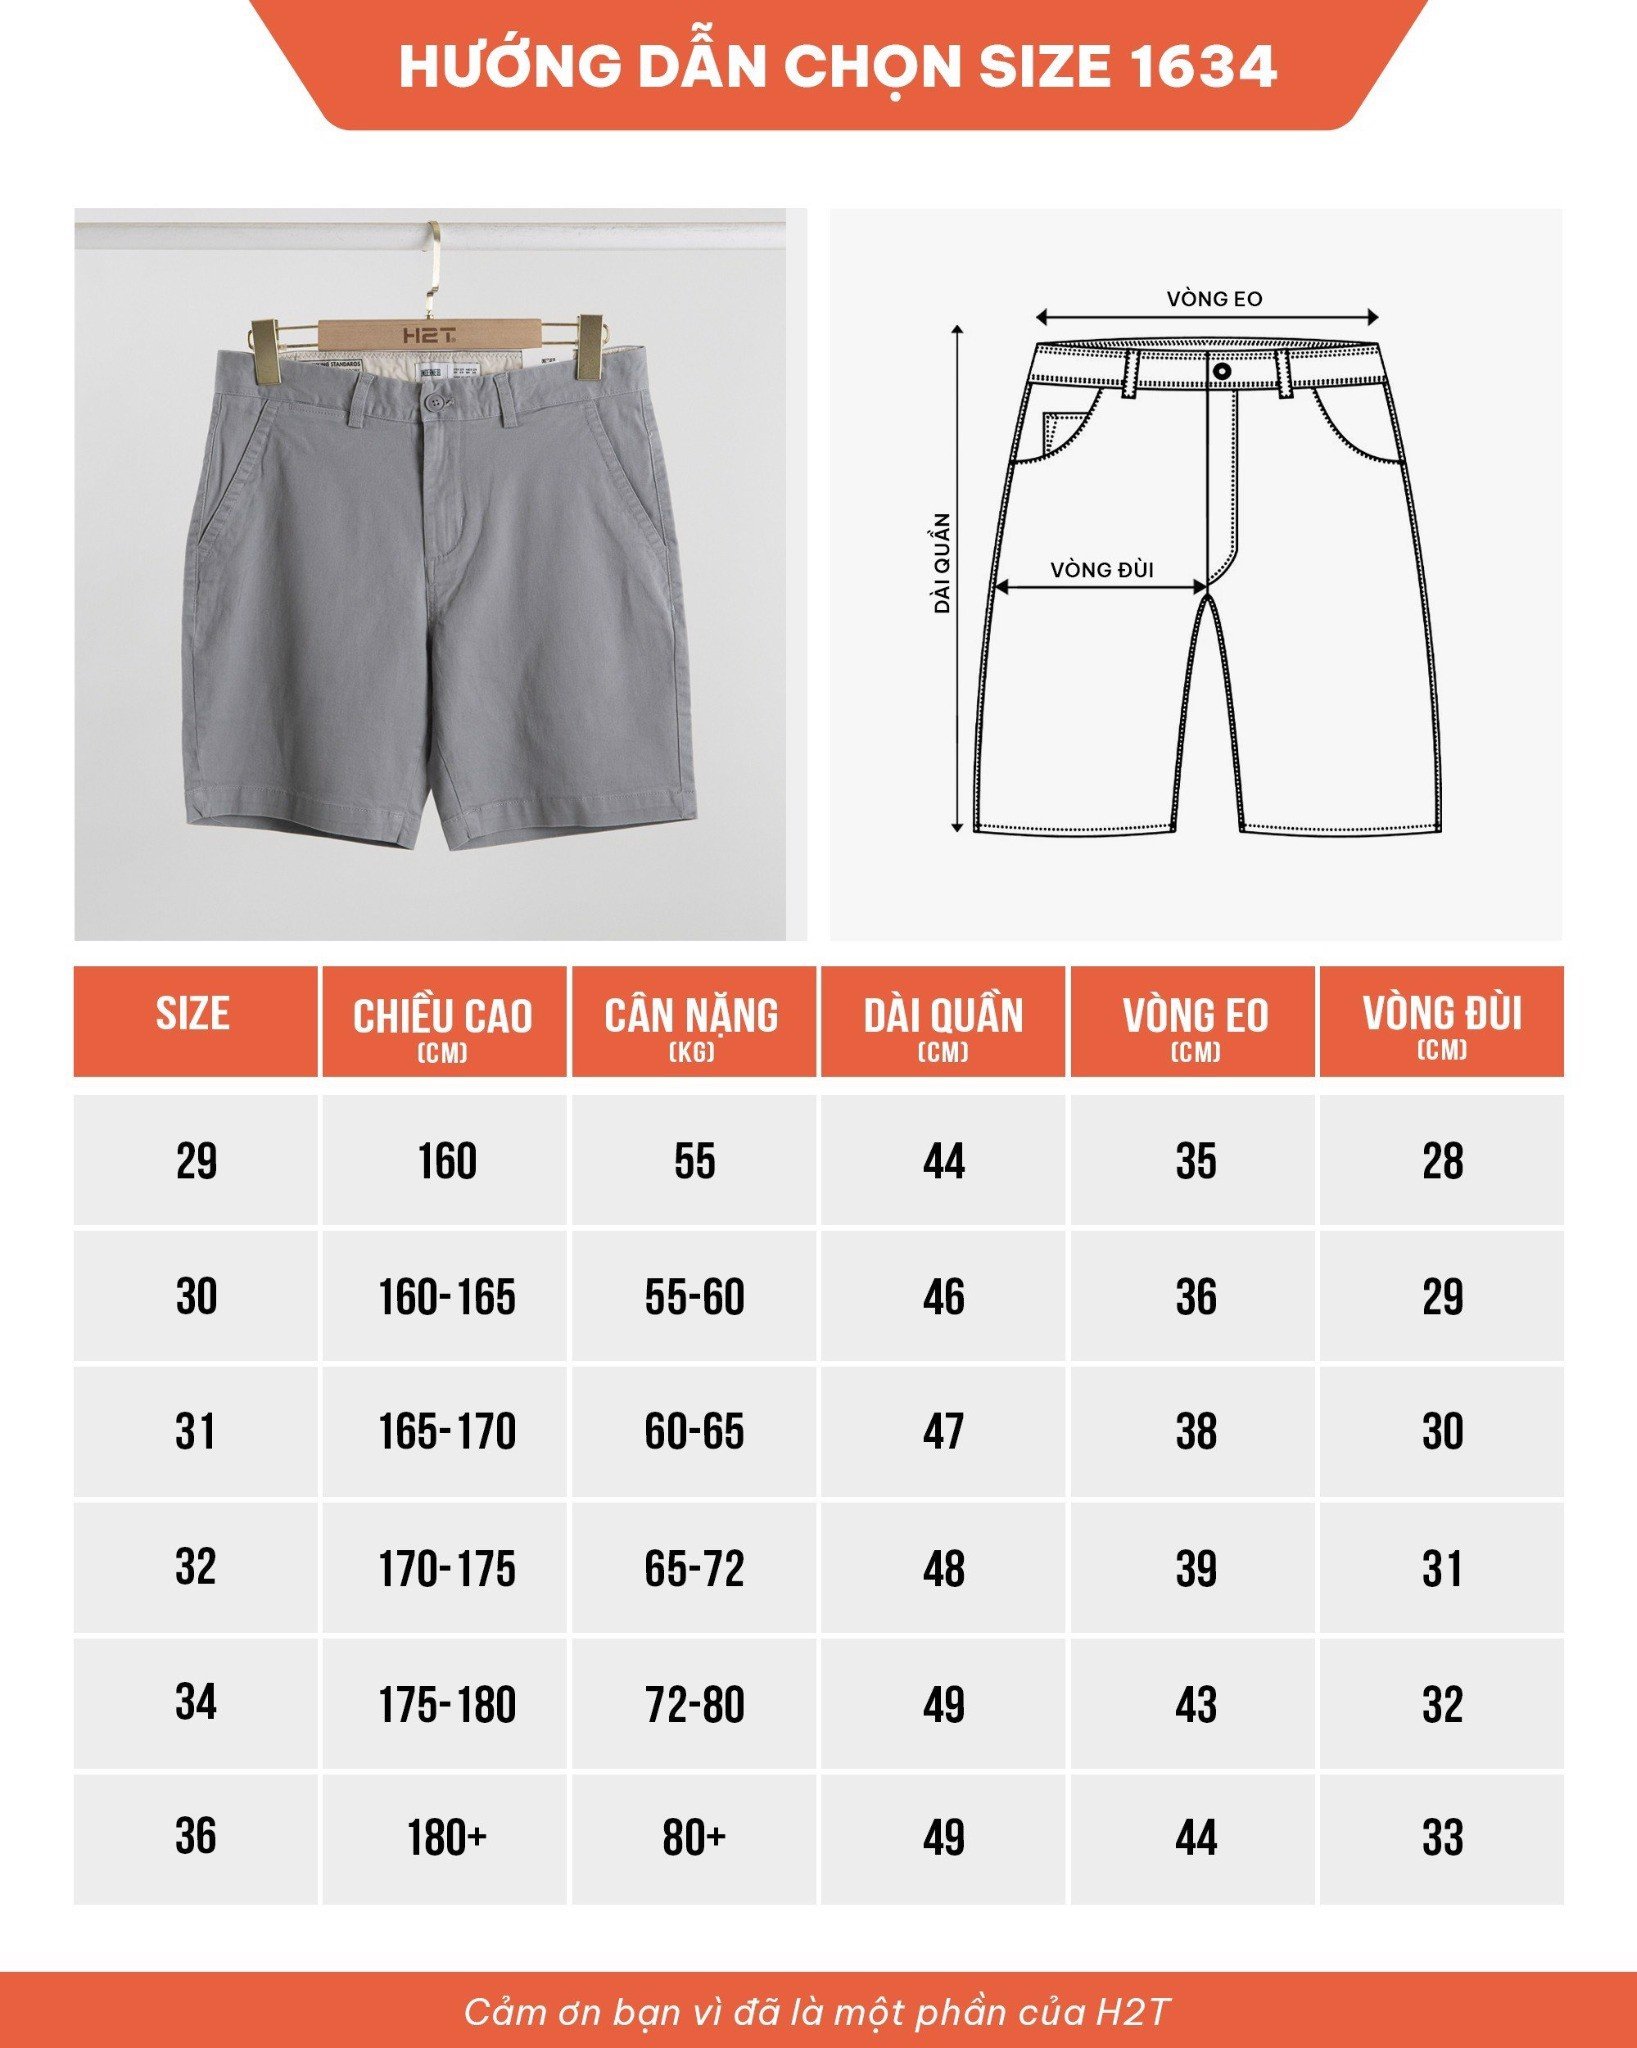 HƯỚNG DẪN CHỌN SIZE 1634
H2T
VÒNG EO
DÀI QUẦN
VÒNG ĐÙI
SIZE CHIỀU CAO (CM) CÂN NẶNG (KG) DÀI QUẦN (CM) VÒNG EO (CM) VÒNG ĐÙI (CM)
29 160 55 44 35 28
30 160-165 55-60 46 36 29
31 165-170 60-65 47 38 30
32 170-175 65-72 48 39 31
34 175-180 72-80 49 43 32
36 180+ 80+ 49 44 33
Cảm ơn bạn vì đã là một phần của H2T